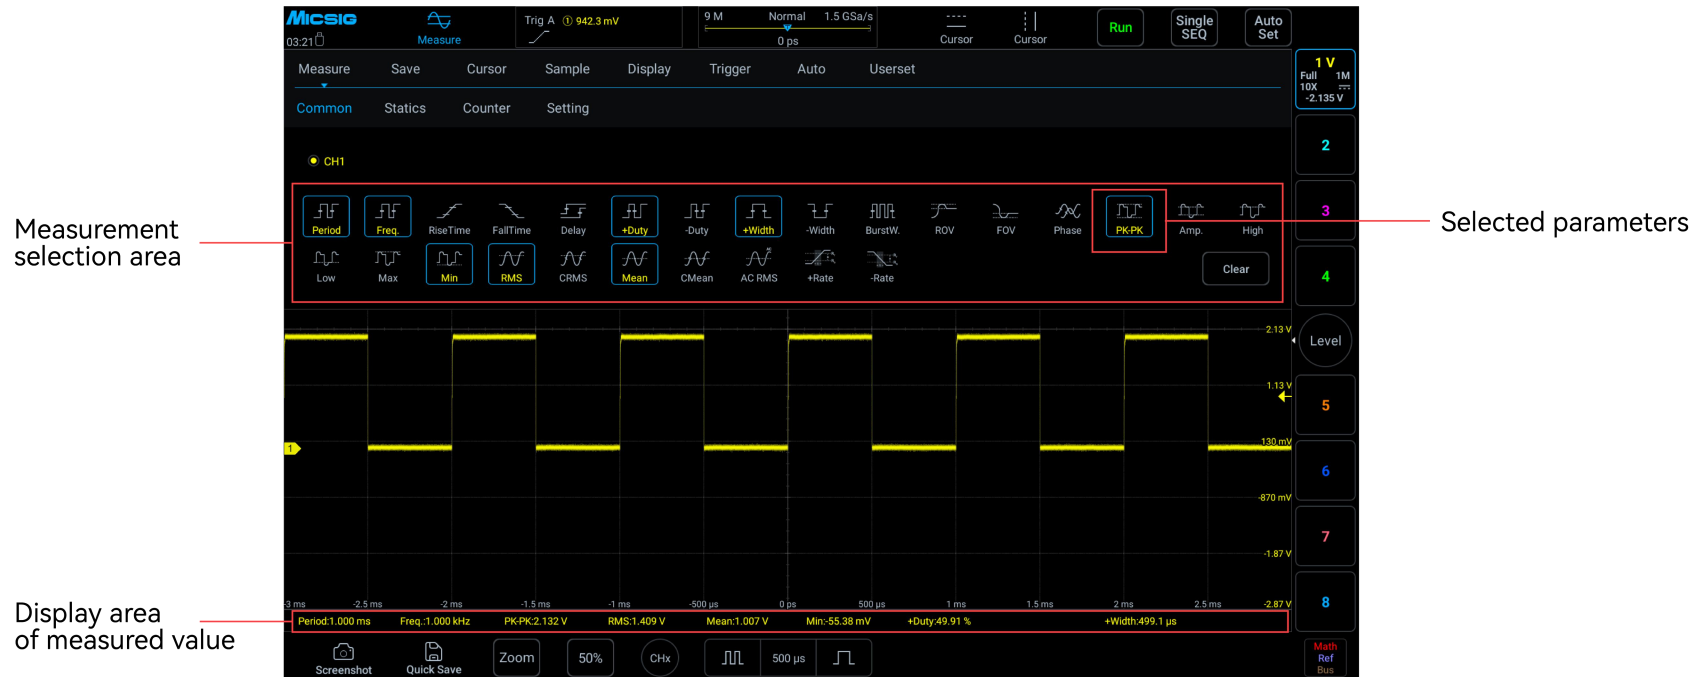 Micsig
03:21
Measure
Trig A ① 942.3 mV
9 M Normal 1.5 GSa/s
0 ps
Cursor
Cursor
Run
Single
SEQ
Auto
Set
Measure Save Cursor Sample Display Trigger Auto Userset
Common Statics Counter Setting
CH1
1 V
Full 1M
10X
-2.135 V
2
3
4
Level
5
6
7
8
Measurement
selection area
Selected parameters
Period Freq. RiseTime FallTime Delay +Duty -Duty +Width -Width BurstW. ROV FOV Phase PK-PK Amp. High
Low Max Min RMS CRMS Mean CMean AC RMS +Rate -Rate
Clear
2.13 V
1.13 V
1
130 mV
-870 mV
-1.87 V
-2.87 V
-3 ms -2.5 ms -2 ms -1.5 ms -1 ms -500 µs 0 ps 500 µs 1 ms 1.5 ms 2 ms 2.5 ms
Display area
of measured value
Period:1.000 ms Freq.:1.000 kHz PK-PK:2.132 V RMS:1.409 V Mean:1.007 V Min:-55.38 mV +Duty:49.91 % +Width:499.1 µs
Screenshot
Quick Save
Zoom
50%
CHx
500 µs
Math
Ref
Bus